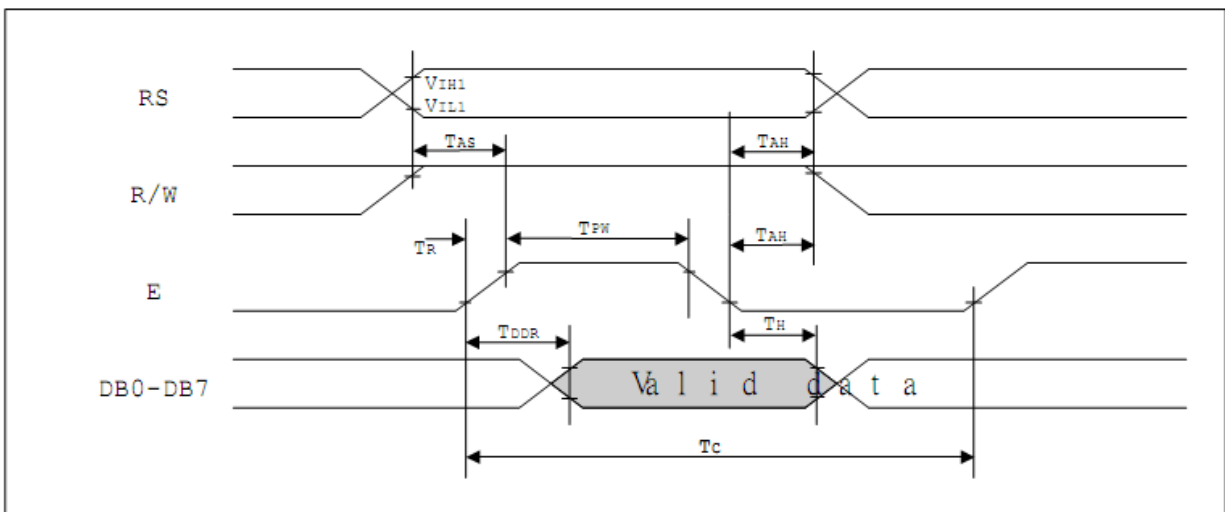 RS
VIH1
VIL1
TAS
TAH
R/W
TR
TPW
TAH
E
TDDR
TH
DB0-DB7
Valid data
Tc